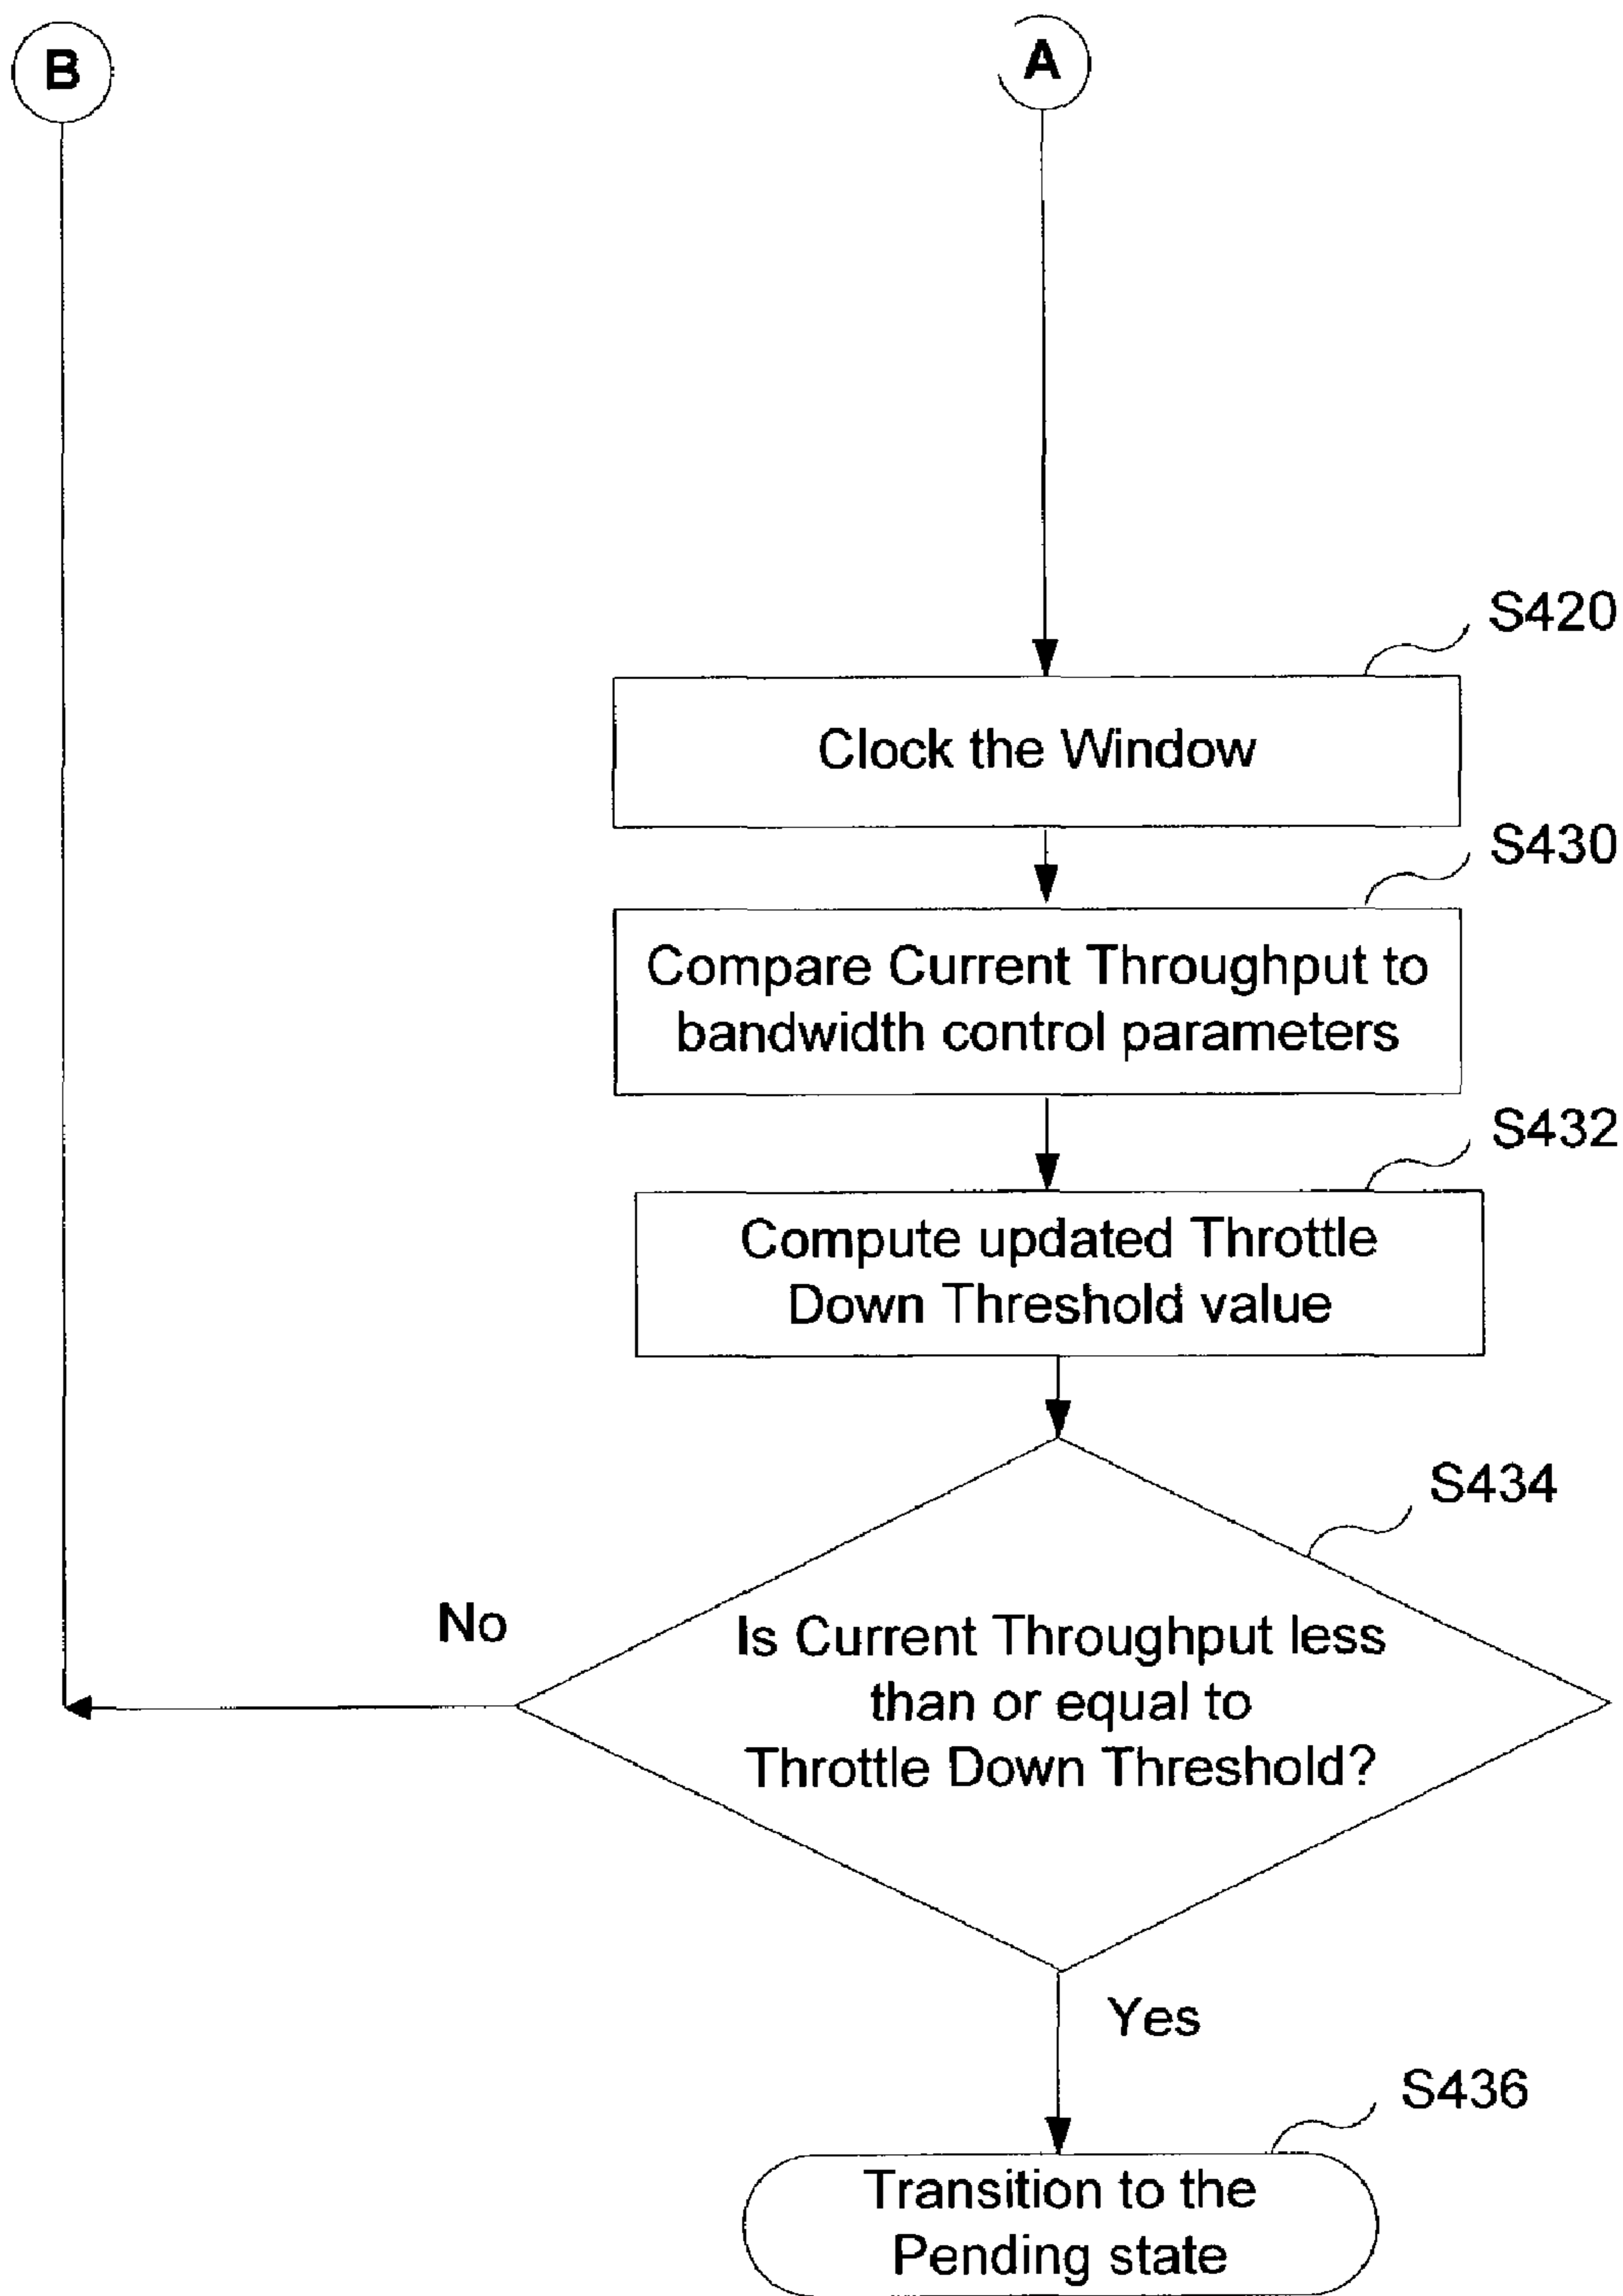 B
A
S420
Clock the Window
S430
Compare Current Throughput to
bandwidth control parameters
S432
Compute updated Throttle
Down Threshold value
S434
No
Is Current Throughput less
than or equal to
Throttle Down Threshold?
Yes
S436
Transition to the
Pending state